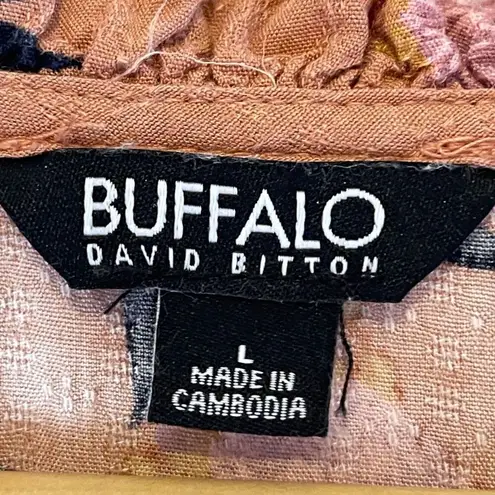 BUFFALO
DAVID BITTON
L
MADE IN
CAMBODIA